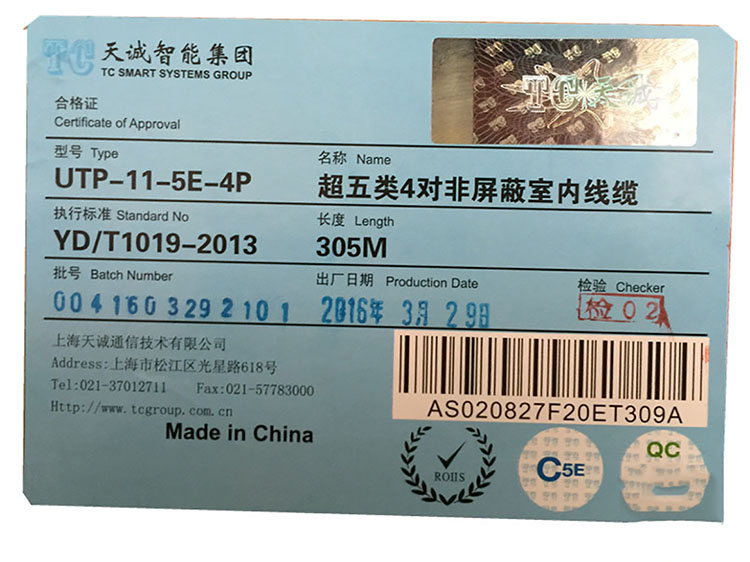 TC 天诚智能集团
TC SMART SYSTEMS GROUP
TC 天诚
合格证
Certificate of Approval
型号 Type
名称 Name
UTP-11-5E-4P
超五类4对非屏蔽室内线缆
执行标准 Standard No
长度 Length
YD/T1019-2013
305M
批号 Batch Number
出厂日期 Production Date
检验 Checker
0041603292101
2016年 3月 29日
检02
上海天诚通信技术有限公司
Address:上海市松江区光星路618号
Tel:021-37012711 Fax:021-57783000
Http://www.tcgroup.com.cn
Made in China
AS020827F20ET309A
ROHS
C5E
QC